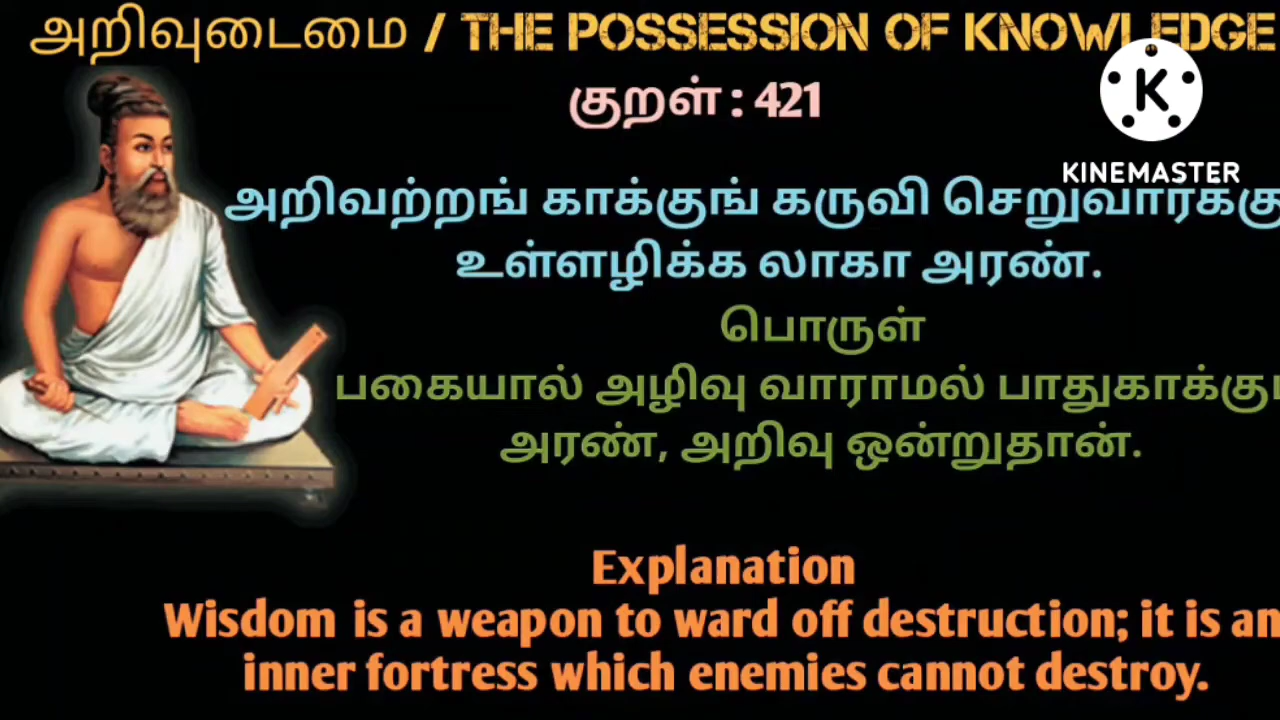 அறிவுடைமை / THE POSSESSION OF KNOWLEDGE
குறள் : 421
KINEMASTER
அறிவற்றங் காக்குங் கருவி செறுவார்க்கு
உள்ளழிக்க லாகா அரண்.
பொருள்
பகையால் அழிவு வாராமல் பாதுகாக்கும்
அரண், அறிவு ஒன்றுதான்.
Explanation
Wisdom is a weapon to ward off destruction; it is an
inner fortress which enemies cannot destroy.